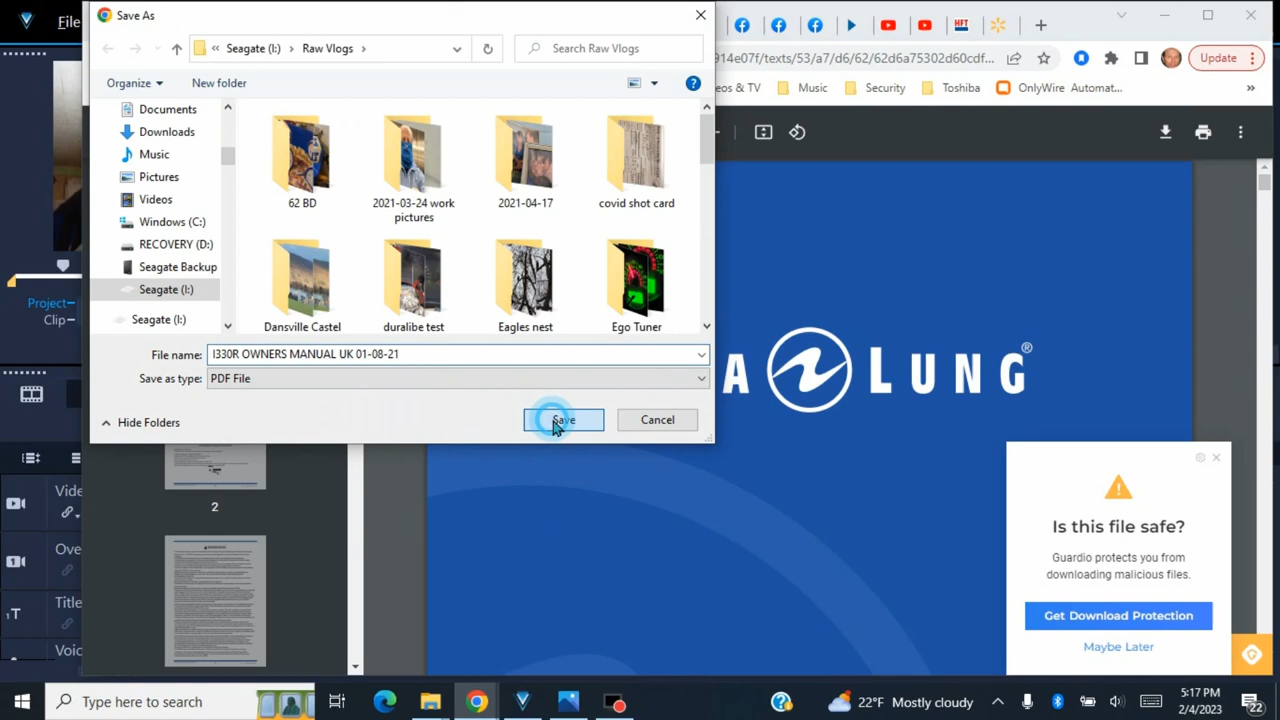 File
Save As
Seagate (I:)
Raw Vlogs
Search Raw Vlogs
Organize
New folder
Documents
Downloads
Music
Pictures
Videos
Windows (C:)
RECOVERY (D:)
Seagate Backup
Seagate (I:)
Seagate (I:)
62 BD
2021-03-24 work
pictures
2021-04-17
covid shot card
Dansville Castel
duralibe test
Eagles nest
Ego Tuner
File name:
I330R OWNERS MANUAL UK 01-08-21
Save as type:
PDF File
Hide Folders
Save
Cancel
HFT
914e07f/texts/53/a7/d6/62/62d6a75302d60cdf...
Update
os & TV
Music
Security
Toshiba
OnlyWire Automat...
»
A LUNG®
2
Is this file safe?
Guardio protects you from
downloading malicious files.
Get Download Protection
Maybe Later
Project
Clip
Vide
Ove
Title
Voic
Type here to search
22°F Mostly cloudy
5:17 PM
2/4/2023
22